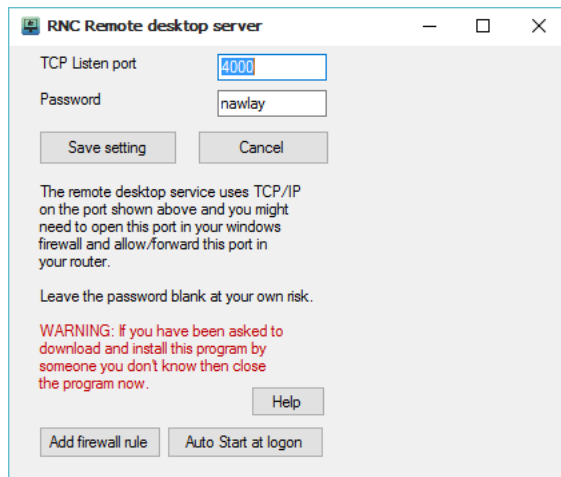 RNC Remote desktop server
TCP Listen port
4000
Password
nawlay
Save setting
Cancel
The remote desktop service uses TCP/IP
on the port shown above and you might
need to open this port in your windows
firewall and allow/forward this port in
your router.
Leave the password blank at your own risk.
WARNING: If you have been asked to
download and install this program by
someone you don't know then close
the program now.
Help
Add firewall rule
Auto Start at logon